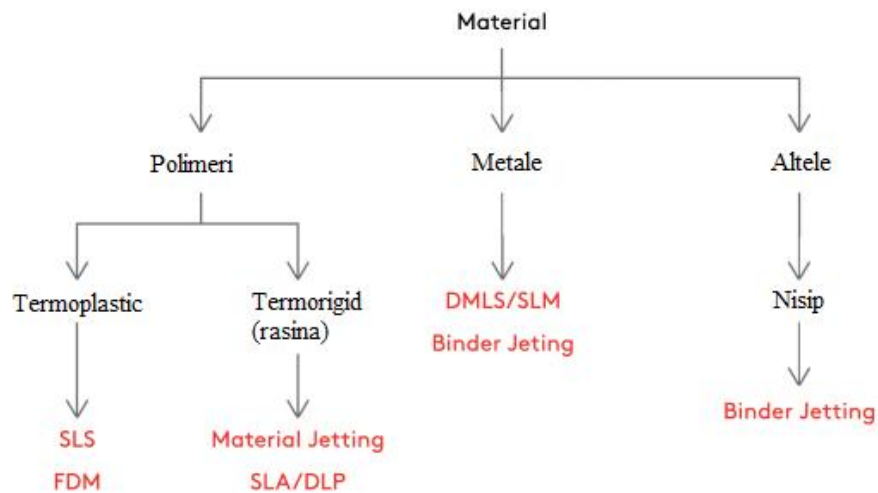 Material
Polimeri
Metale
Altele
Termoplastic
Termorigid
(rasina)
DMLS/SLM
Binder Jeting
Nisip
SLS
FDM
Material Jetting
SLA/DLP
Binder Jetting